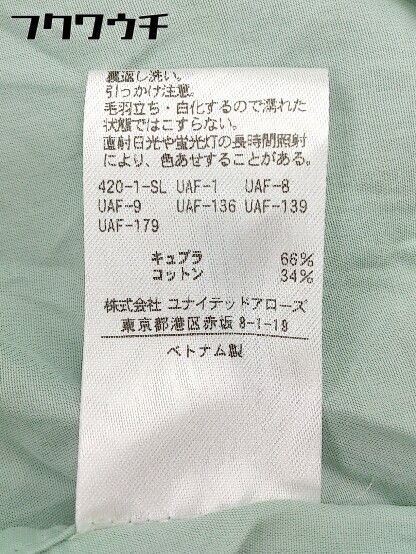 フクワウチ
裏返し洗い。
引っかけ注意。
毛羽立ち・白化するので濡れた
状態ではこすらない。
直射日光や蛍光灯の長時間照射
により、色あせすることがある。
420-1-SL UAF-1 UAF-8
UAF-9 UAF-136 UAF-139
UAF-179
キュプラ 66%
コットン 34%
株式会社 ユナイテッドアローズ
東京都港区赤坂 8-1-19
ベトナム製